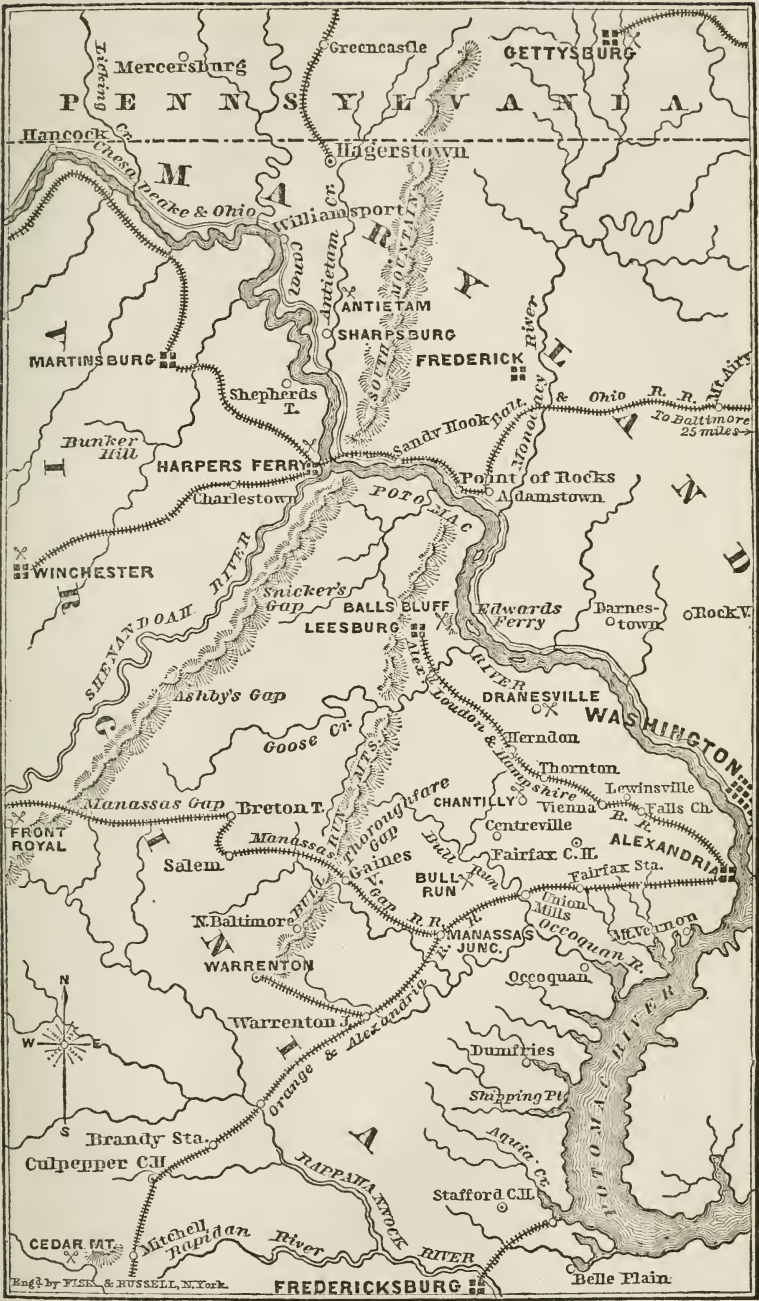 Greencastle
GETTYSBURG
Mercersburg
Licking Cr.
PENNSYLVANIA
Hancock
Hagerstown
Chesapeake & Ohio
Canal
MARYLAND
Williamsport
Antietam Cr.
SOUTH MOUNTAIN
ANTIETAM
SHARPSBURG
MARTINSBURG
FREDERICK
Monocacy River
Shepherds
T.
Balt. & Ohio R. R.
Mt. Airy
To Baltimore
25 miles
Sandy Hook
Bunker
Hill
HARPERS FERRY
Charlestown
Point of Rocks
Adamstown
POTOMAC
RIVER
WINCHESTER
SHENANDOAH RIVER
Snicker's
Gap
BALLS BLUFF
LEESBURG
Edwards
Ferry
Barnes-
town
Rock V.
Ashby's Gap
DRANESVILLE
WASHINGTON
Alex. Loudon & Hampshire R. R.
Goose Cr.
Herndon
Thornton
Lewinsville
Vienna
Falls Ch.
CHANTILLY
Centreville
ALEXANDRIA
Manassas Gap
Breton T.
FRONT
ROYAL
Salem
Manassas Gap R. R.
BULL RUN MTS.
Thoroughfare
Gap
Gaines
V.
Bull Run
BULL
RUN
Fairfax C.H.
Fairfax Sta.
Union
Mills
N. Baltimore
WARRENTON
MANASSAS
JUNC.
Occoquan R.
Mt. Vernon
Occoquan
Warrenton J.
Orange & Alexandria R. R.
N
W E
S
VIRGINIA
Dumfries
Shipping Pt.
POTOMAC RIVER
Aquia Cr.
Brandy Sta.
Culpepper C.H
RAPPAHANNOCK
RIVER
Stafford C.H.
CEDAR MT.
Mitchell
Rapidan River
Belle Plain
FREDERICKSBURG
Engd. by FISK & RUSSELL, N. York.